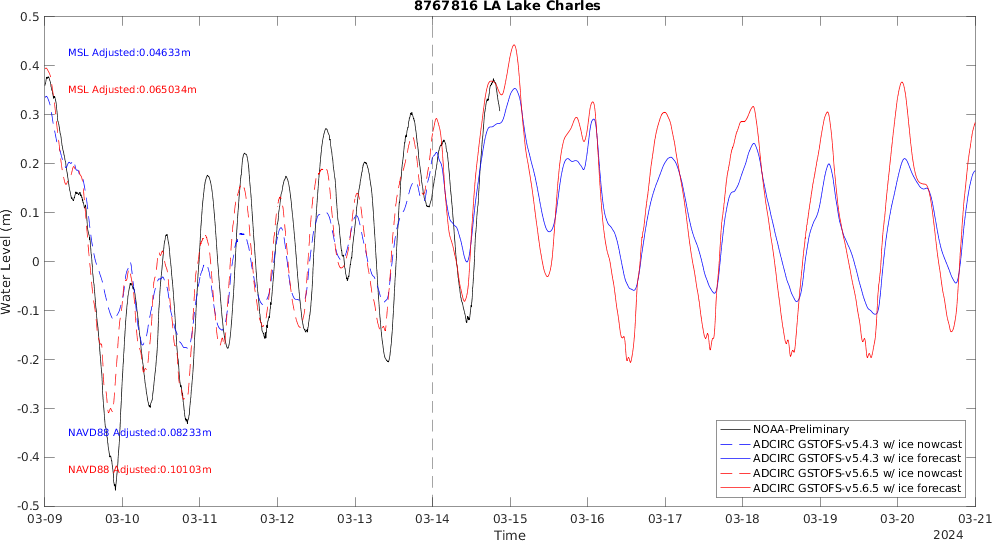 8767816 LA Lake Charles
MSL Adjusted:0.04633m
MSL Adjusted:0.065034m
NAVD88 Adjusted:0.08233m
NAVD88 Adjusted:0.10103m
Water Level (m)
0.5
0.4
0.3
0.2
0.1
0
-0.1
-0.2
-0.3
-0.4
-0.5
NOAA-Preliminary
ADCIRC GSTOFS-v5.4.3 w/ ice nowcast
ADCIRC GSTOFS-v5.4.3 w/ ice forecast
ADCIRC GSTOFS-v5.6.5 w/ ice nowcast
ADCIRC GSTOFS-v5.6.5 w/ ice forecast
03-09 03-10 03-11 03-12 03-13 03-14 03-15 03-16 03-17 03-18 03-19 03-20 03-21
Time
2024